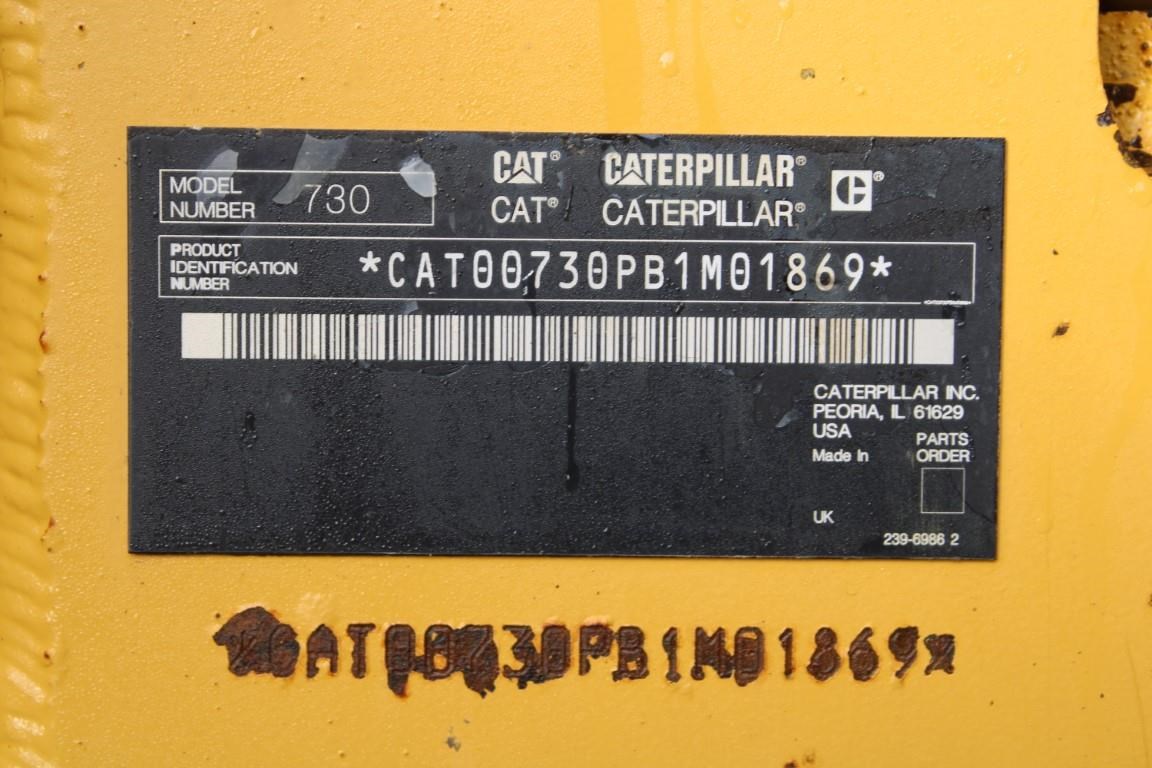 CAT® CATERPILLAR®
CAT® CATERPILLAR®
MODEL
NUMBER 730
PRODUCT
IDENTIFICATION
NUMBER
*CAT00730PB1M01869*
CATERPILLAR INC.
PEORIA, IL 61629
USA
Made In
UK
PARTS
ORDER
239-6986 2
*CAT00730PB1M01869*